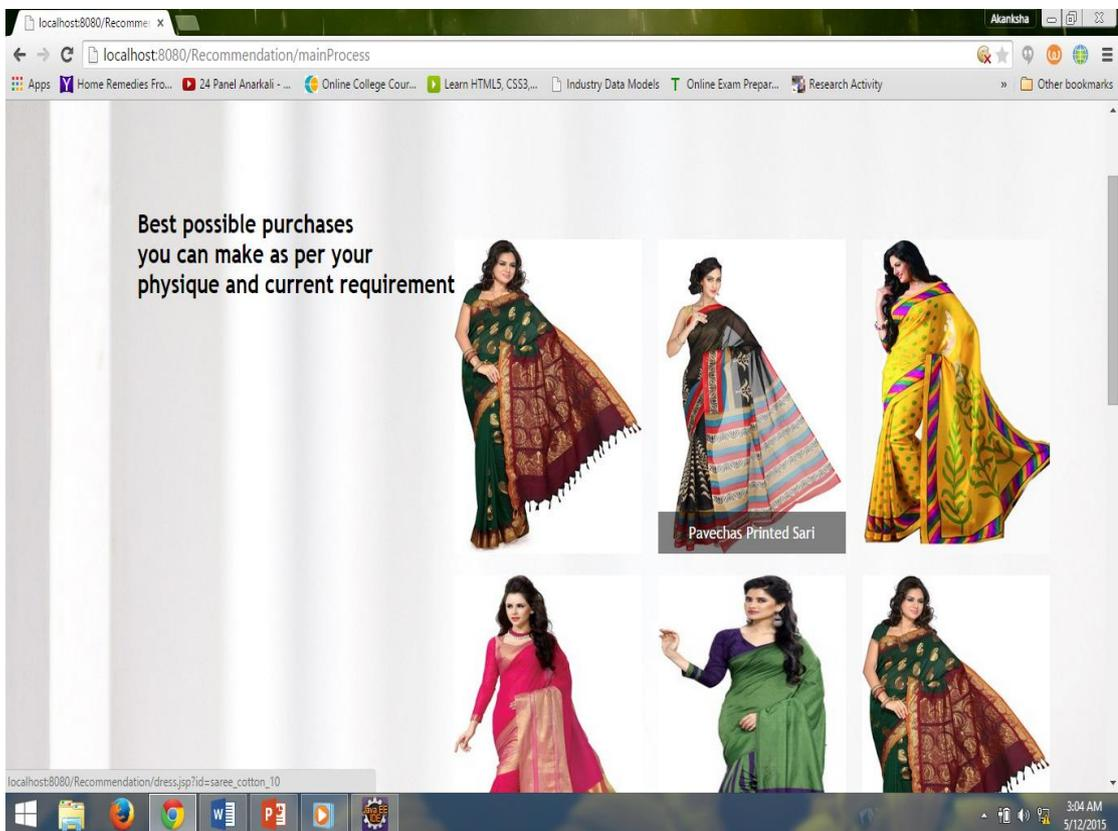 localhost:8080/Recomme
Akanksha
localhost:8080/Recommendation/mainProcess
Apps Home Remedies Fro... 24 Panel Anarkali - ... Online College Cour... Learn HTML5, CSS3,... Industry Data Models Online Exam Prepar... Research Activity » Other bookmarks
Best possible purchases
you can make as per your
physique and current requirement
Pavechas Printed Sari
localhost:8080/Recommendation/dress.jsp?id=saree_cotton_10
Java EE
IDE
3:04 AM
5/12/2015